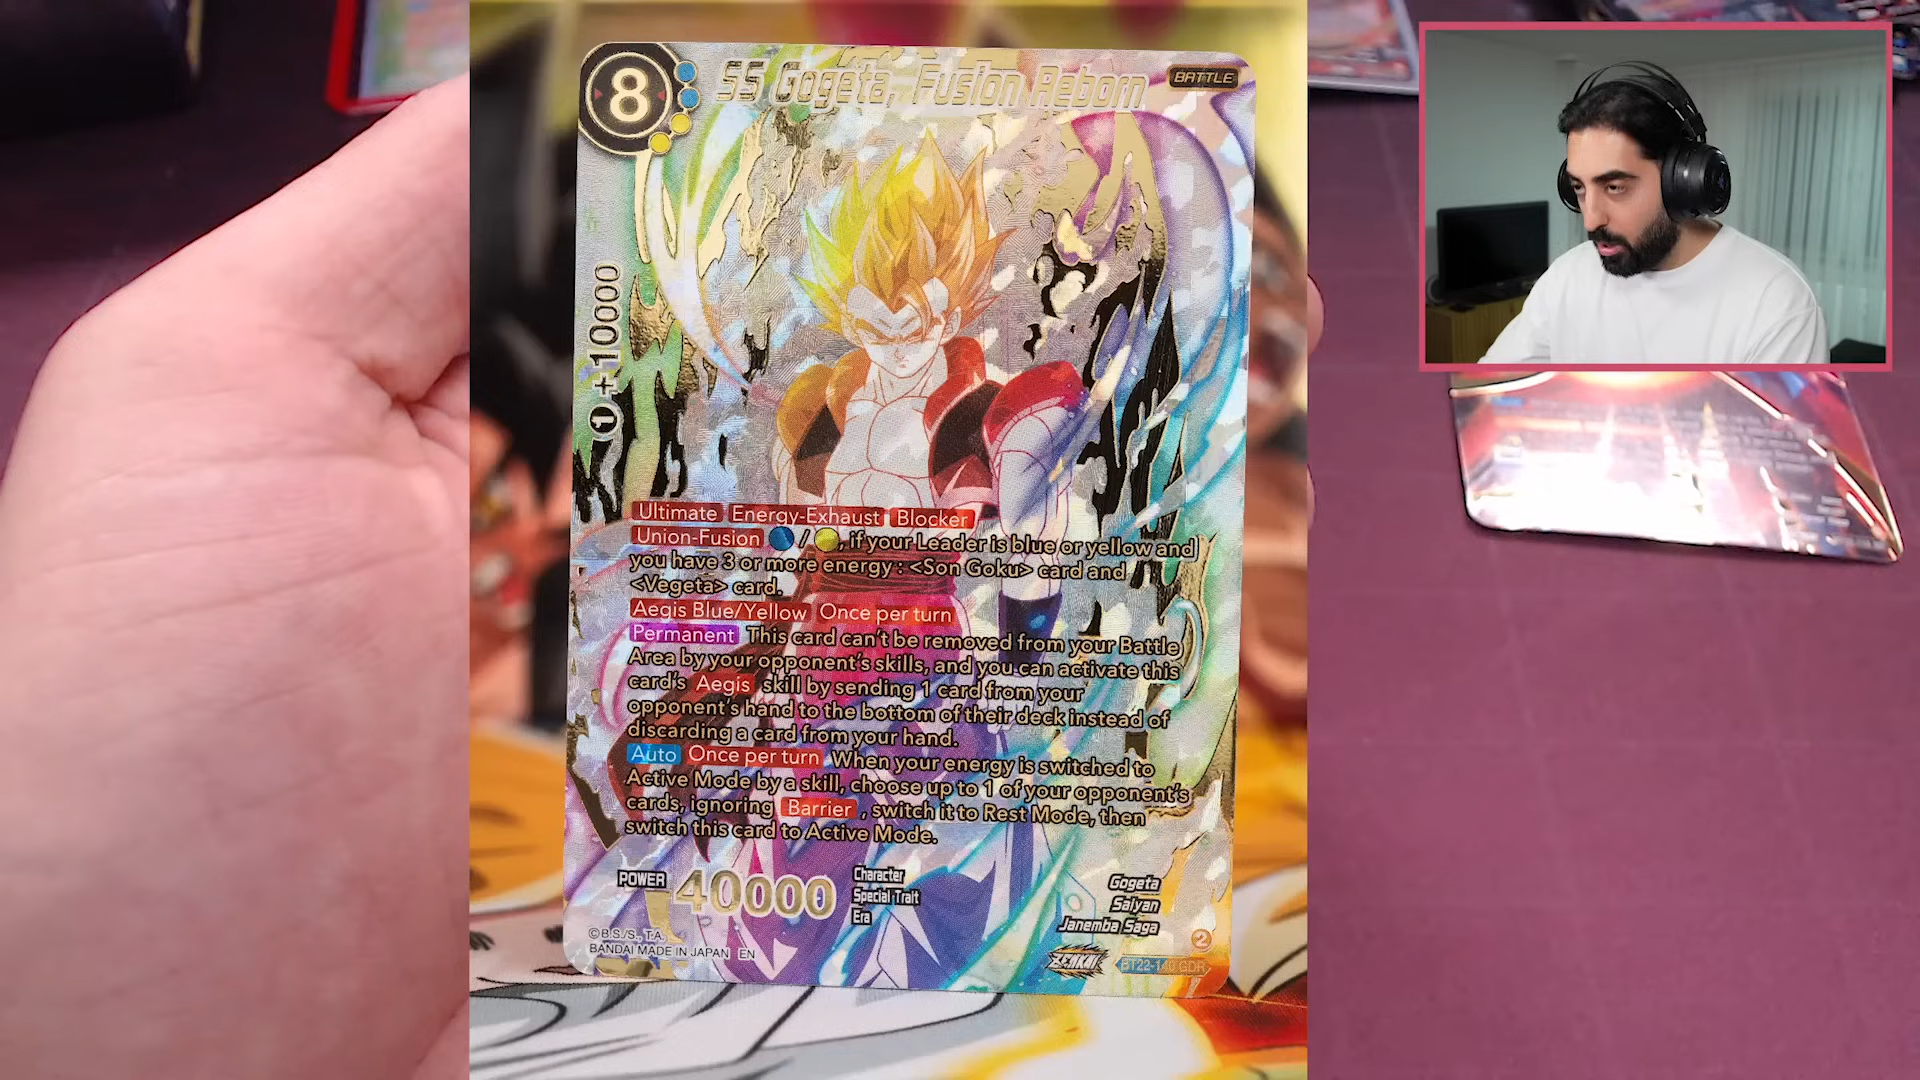 8
SS Gogeta, Fusion Reborn
BATTLE
1 +10000
Ultimate Energy-Exhaust Blocker
Union-Fusion / , if your Leader is blue or yellow and
you have 3 or more energy : <Son Goku> card and
<Vegeta> card.
Aegis Blue/Yellow Once per turn
Permanent This card can't be removed from your Battle
Area by your opponent's skills, and you can activate this
card's Aegis skill by sending 1 card from your
opponent's hand to the bottom of their deck instead of
discarding a card from your hand.
Auto Once per turn When your energy is switched to
Active Mode by a skill, choose up to 1 of your opponent's
cards, ignoring Barrier , switch it to Rest Mode, then
switch this card to Active Mode.
POWER 40000
Character Gogeta
Special Trait Saiyan
Era Janemba Saga
2
©B.S./S., T.A.
BANDAI MADE IN JAPAN EN
ZENKAI BT22-140 GDR